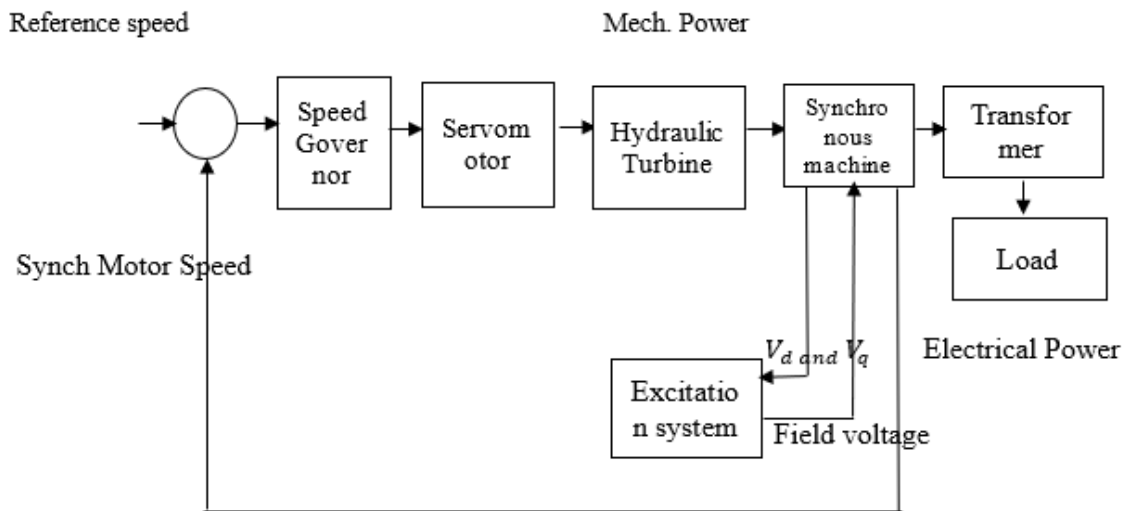 Reference speed
Mech. Power
Speed
Gover
nor
Servom
otor
Hydraulic
Turbine
Synchro
nous
machine
Transfor
mer
Load
Synch Motor Speed
Electrical Power
V_d and V_q
Excitatio
n system
Field voltage